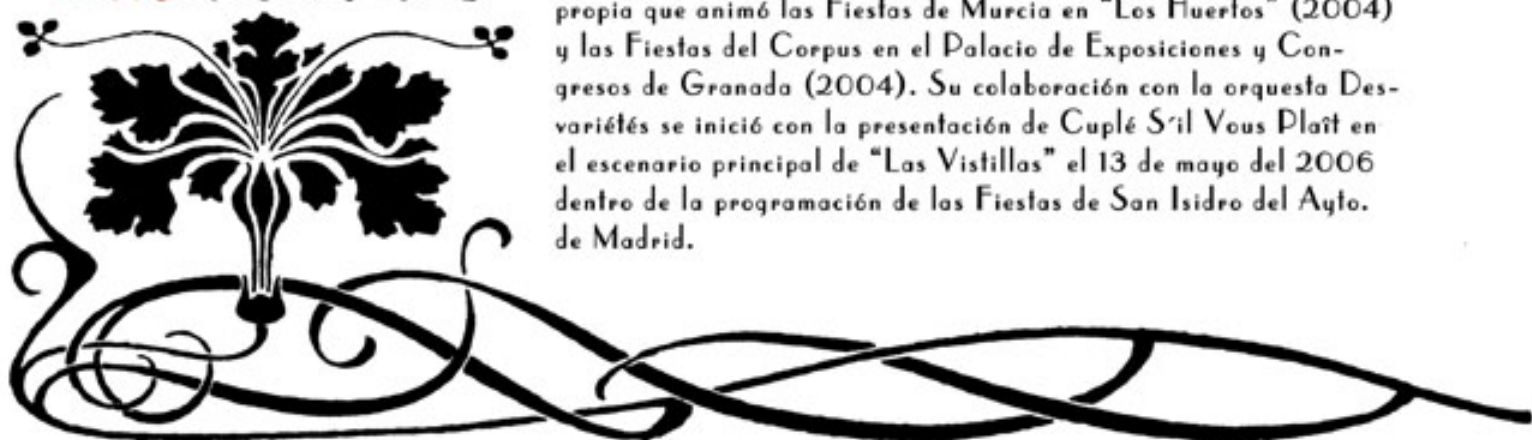 propia que animó las Fiestas de Murcia en "Los Huertos" (2004)
y las Fiestas del Corpus en el Palacio de Exposiciones y Con-
gresos de Granada (2004). Su colaboración con la orquesta Des-
variétés se inició con la presentación de Cuplé S´il Vous Plaît en
el escenario principal de “Las Vistillas” el 13 de mayo del 2006
dentro de la programación de las Fiestas de San Isidro del Ayto.
de Madrid.